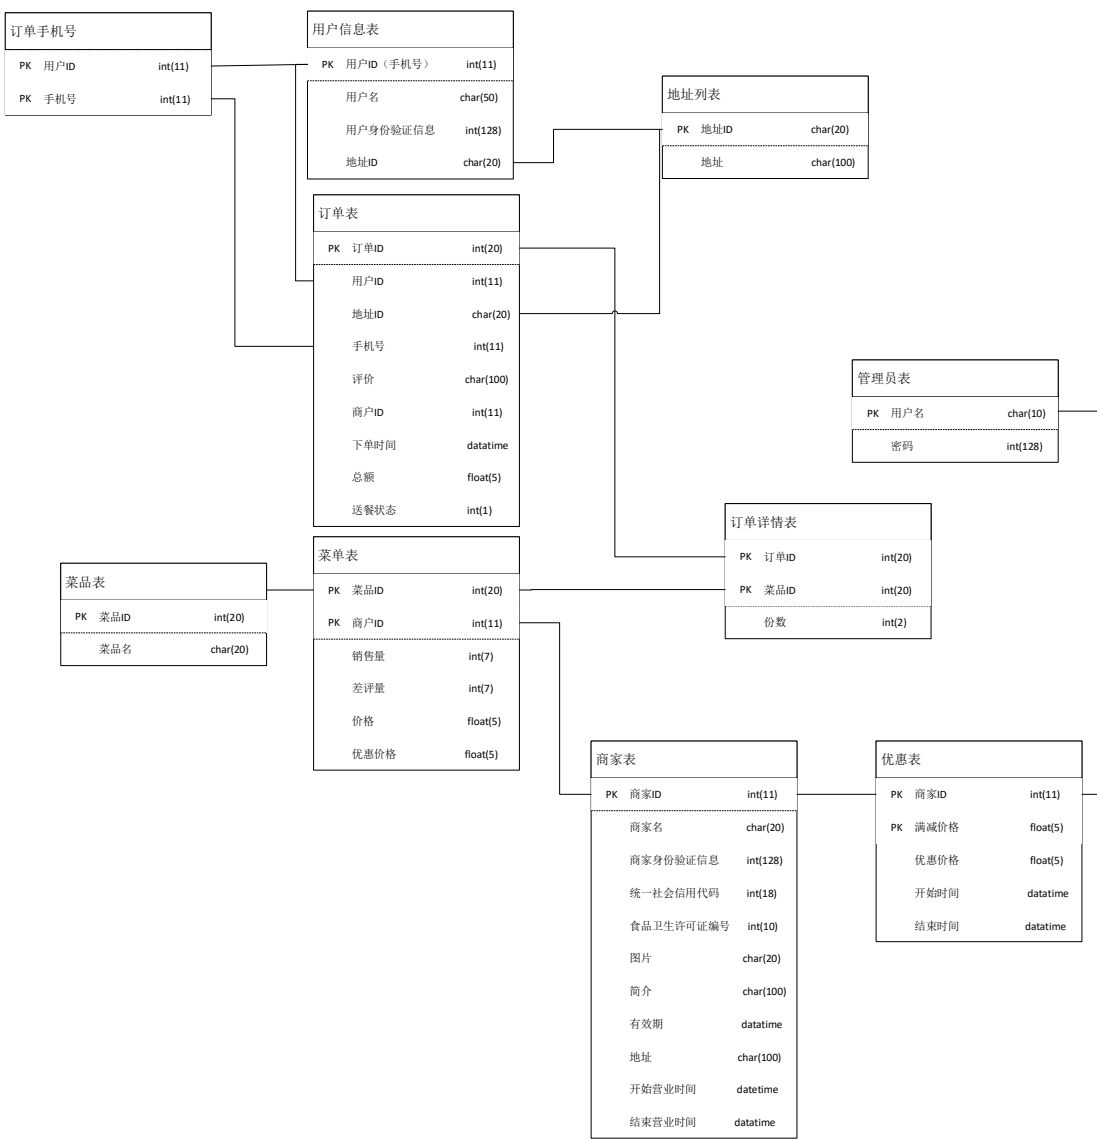 订单手机号
PK 用户ID int(11)
PK 手机号 int(11)
用户信息表
PK 用户ID（手机号） int(11)
用户名 char(50)
用户身份验证信息 int(128)
地址ID char(20)
地址列表
PK 地址ID char(20)
地址 char(100)
订单表
PK 订单ID int(20)
用户ID int(11)
地址ID char(20)
手机号 int(11)
评价 char(100)
商户ID int(11)
下单时间 datatime
总额 float(5)
送餐状态 int(1)
管理员表
PK 用户名 char(10)
密码 int(128)
订单详情表
PK 订单ID int(20)
PK 菜品ID int(20)
份数 int(2)
菜品表
PK 菜品ID int(20)
菜品名 char(20)
菜单表
PK 菜品ID int(20)
PK 商户ID int(11)
销售量 int(7)
差评量 int(7)
价格 float(5)
优惠价格 float(5)
商家表
PK 商家ID int(11)
商家名 char(20)
商家身份验证信息 int(128)
统一社会信用代码 int(18)
食品卫生许可证编号 int(10)
图片 char(20)
简介 char(100)
有效期 datatime
地址 char(100)
开始营业时间 datetime
结束营业时间 datatime
优惠表
PK 商家ID int(11)
PK 满减价格 float(5)
优惠价格 float(5)
开始时间 datatime
结束时间 datatime